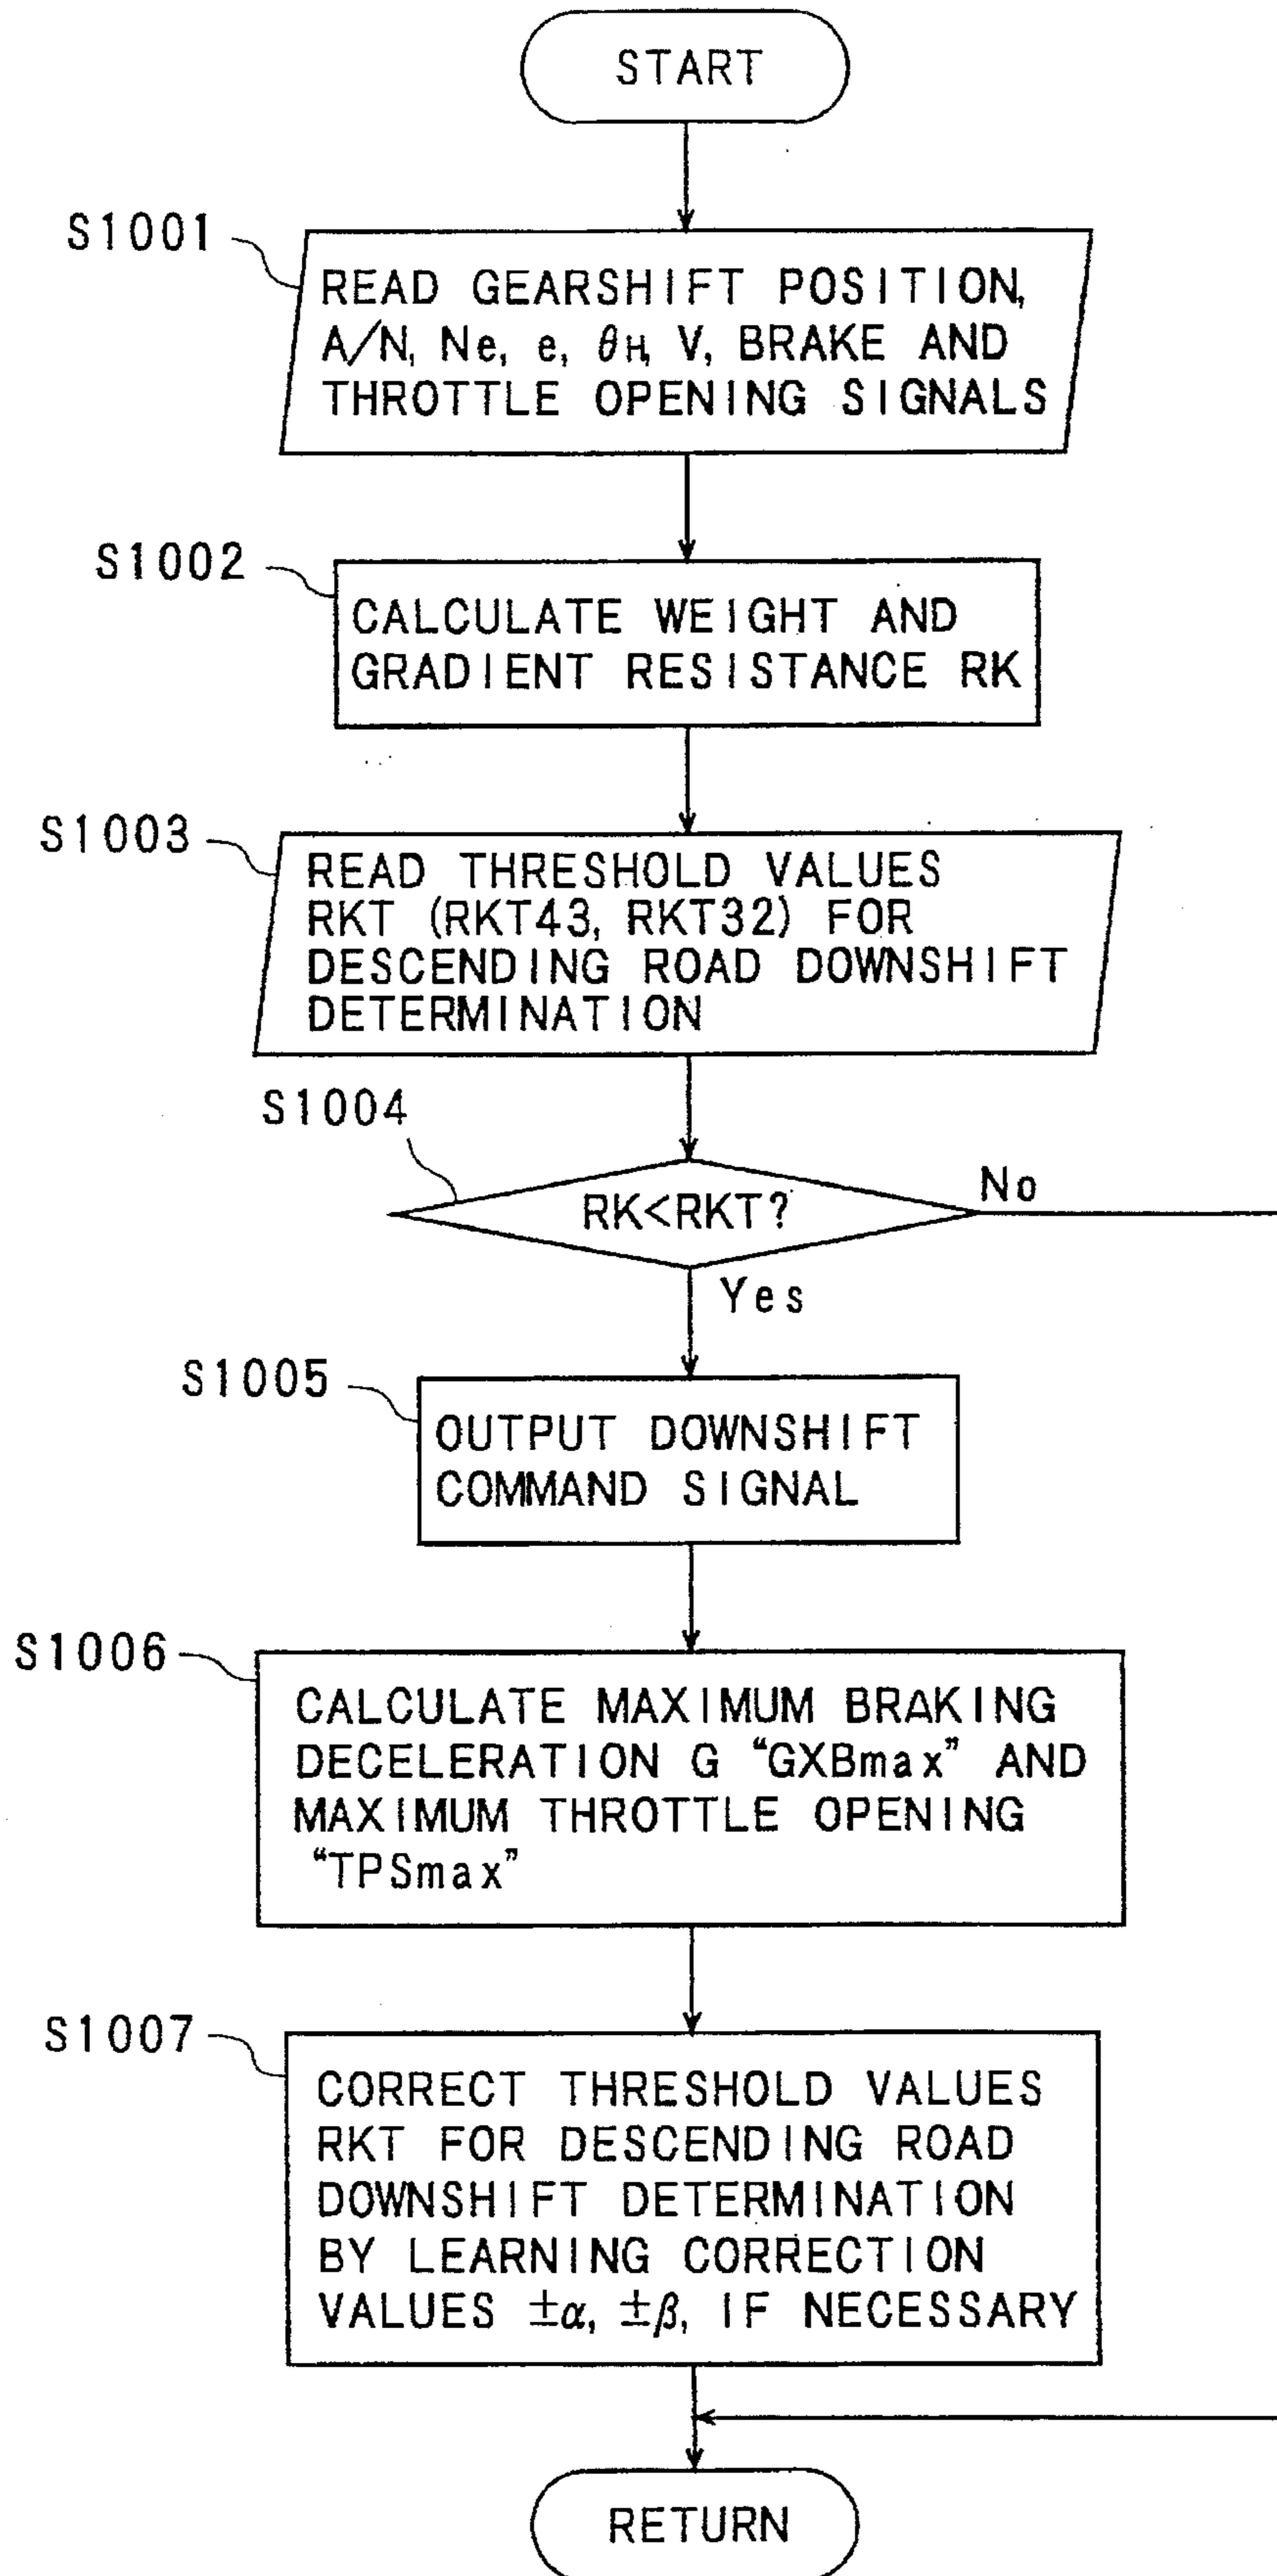 START
S1001
READ GEARSHIFT POSITION,
A/N, Ne, e, θH, V, BRAKE AND
THROTTLE OPENING SIGNALS
S1002
CALCULATE WEIGHT AND
GRADIENT RESISTANCE RK
S1003
READ THRESHOLD VALUES
RKT (RKT43, RKT32) FOR
DESCENDING ROAD DOWNSHIFT
DETERMINATION
S1004
RK<RKT?
No
Yes
S1005
OUTPUT DOWNSHIFT
COMMAND SIGNAL
S1006
CALCULATE MAXIMUM BRAKING
DECELERATION G “GXBmax” AND
MAXIMUM THROTTLE OPENING
“TPSmax”
S1007
CORRECT THRESHOLD VALUES
RKT FOR DESCENDING ROAD
DOWNSHIFT DETERMINATION
BY LEARNING CORRECTION
VALUES ±α, ±β, IF NECESSARY
RETURN